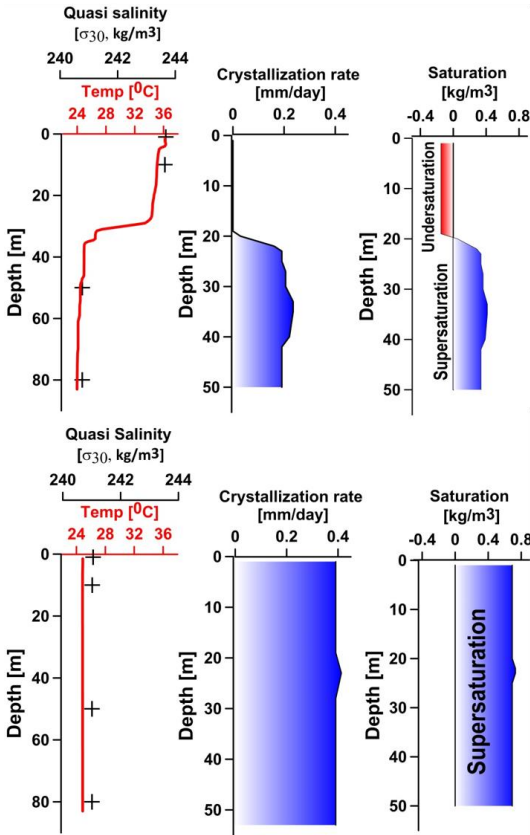 Quasi salinity
[σ30, kg/m3]
240 244
242
Temp [⁰C]
24 28 32 36
Depth [m]
0
20
40
60
80
Crystallization rate
[mm/day]
0 0.2 0.4
Depth [m]
0
10
20
30
40
50
Saturation
[kg/m3]
-0.4 0 0.4 0.8
Depth [m]
0
10
20
30
40
50
Undersaturation
Supersaturation
Quasi Salinity
[σ30, kg/m3]
240 244
242
Temp [⁰C]
24 28 32 36
Depth [m]
0
20
40
60
80
Crystallization rate
[mm/day]
0 0.2 0.4
Depth [m]
0
10
20
30
40
50
Saturation
[kg/m3]
-0.4 0 0.4 0.8
Depth [m]
0
10
20
30
40
50
Supersaturation